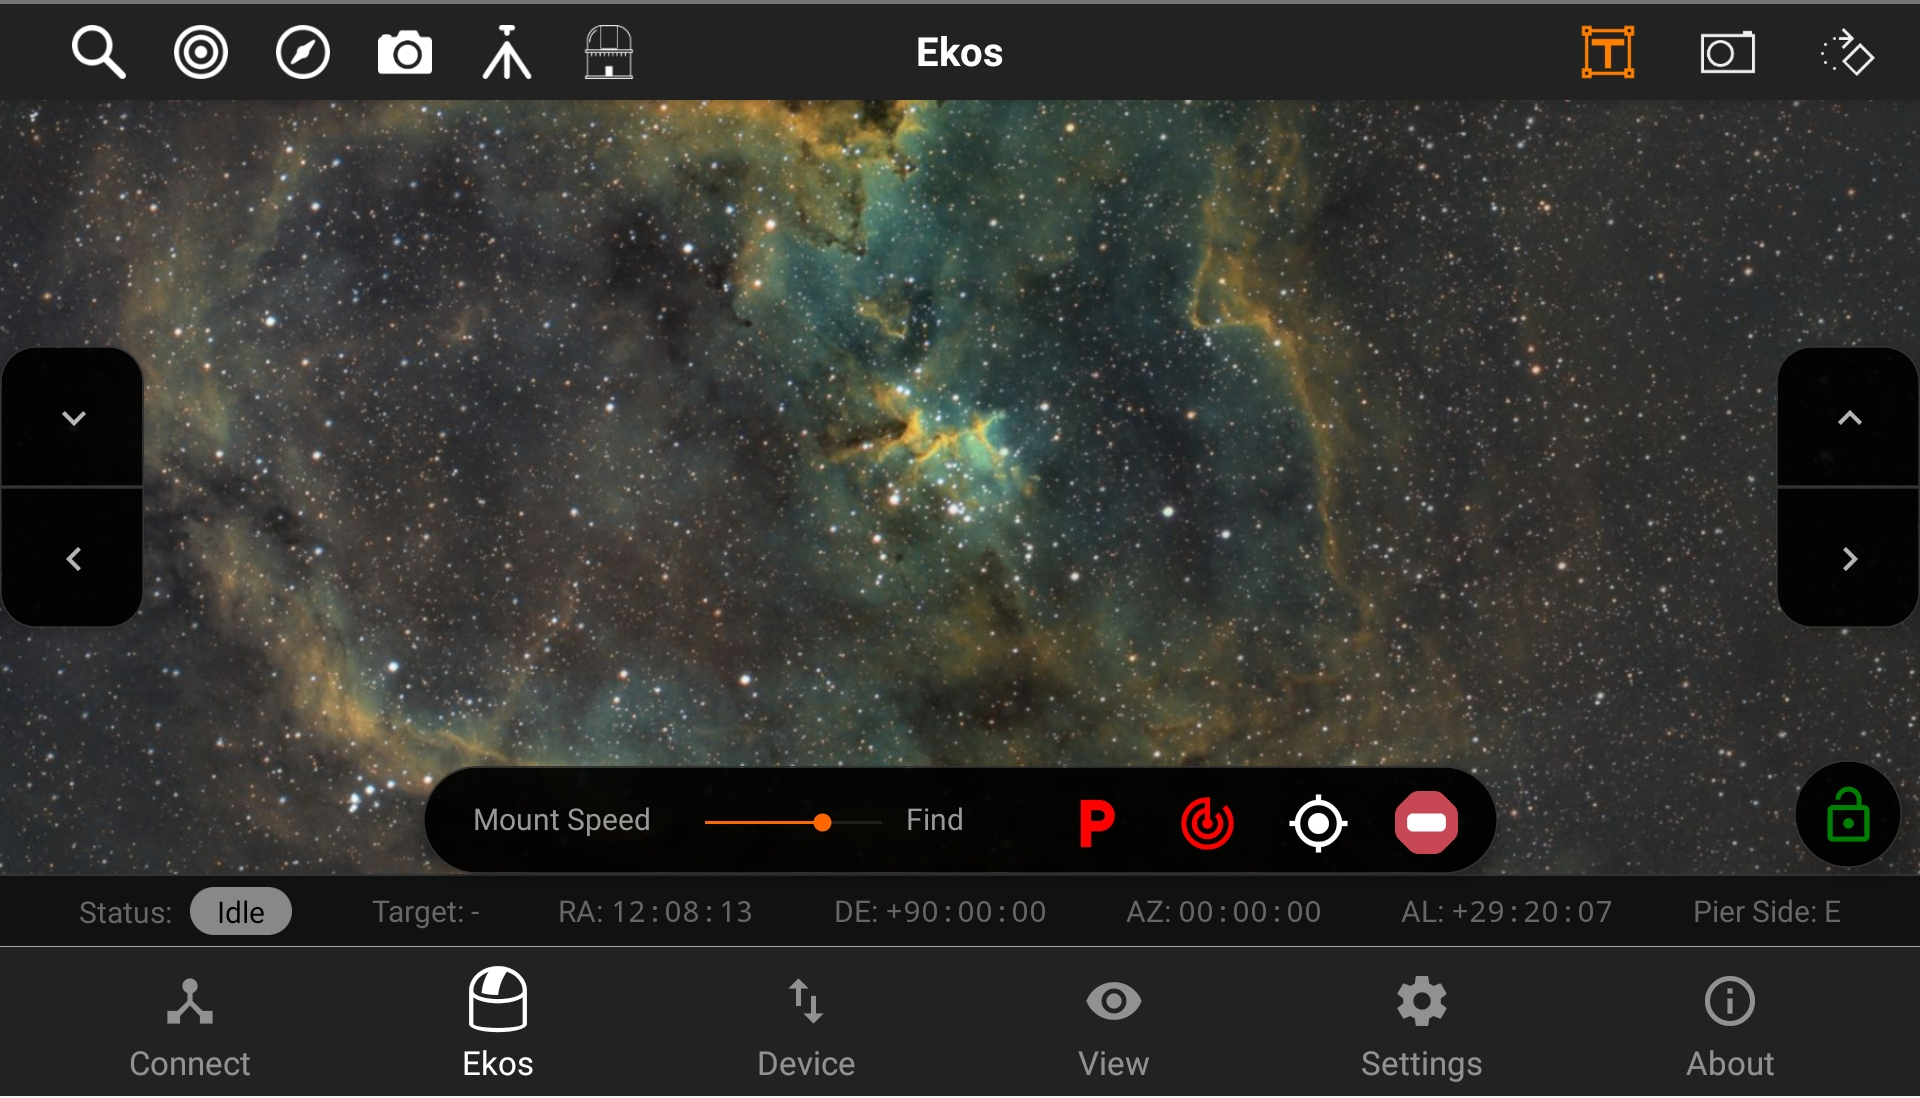 Ekos
Mount Speed Find P
Status: Idle Target: - RA: 12:08:13 DE: +90:00:00 AZ: 00:00:00 AL: +29:20:07 Pier Side: E
Connect Ekos Device View Settings About